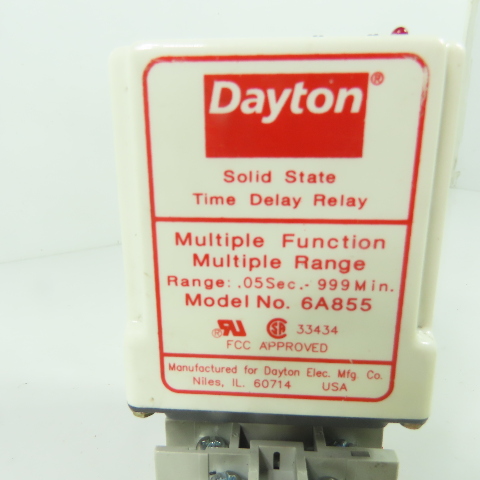 Dayton®
Solid State
Time Delay Relay
Multiple Function
Multiple Range
Range: .05Sec.-999Min.
Model No. 6A855
33434
FCC APPROVED
Manufactured for Dayton Elec. Mfg. Co.
Niles, IL. 60714 USA